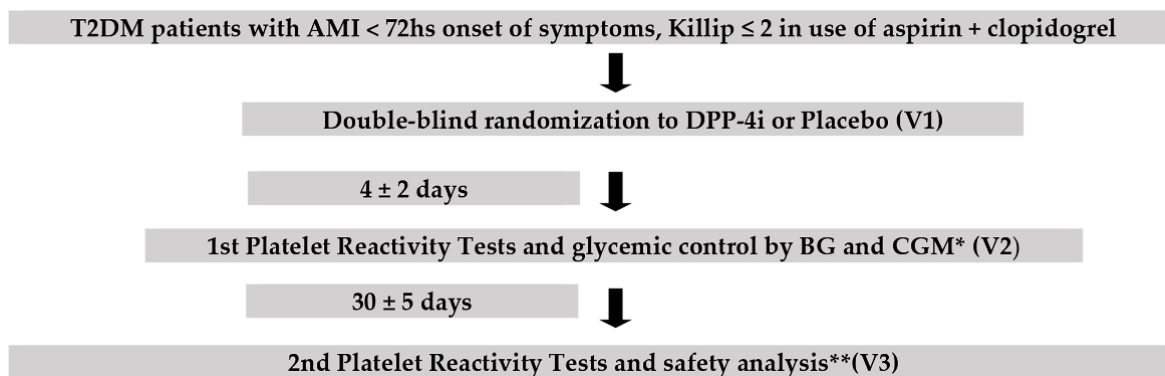 T2DM patients with AMI < 72hs onset of symptoms, Killip ≤ 2 in use of aspirin + clopidogrel
Double-blind randomization to DPP-4i or Placebo (V1)
4 ± 2 days
1st Platelet Reactivity Tests and glycemic control by BG and CGM* (V2)
30 ± 5 days
2nd Platelet Reactivity Tests and safety analysis**(V3)